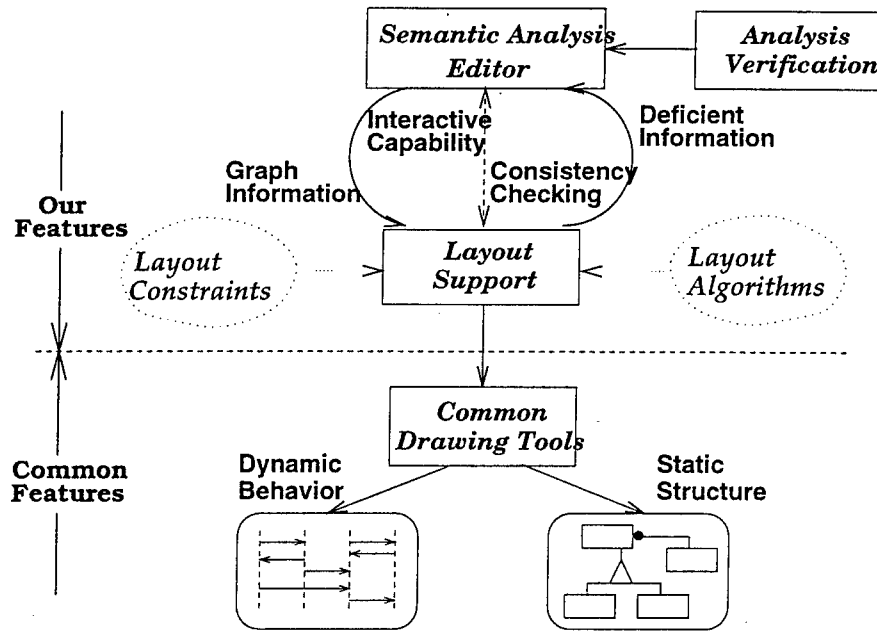 Semantic Analysis
Editor
Analysis
Verification
Interactive
Capability
Deficient
Information
Graph
Information
Consistency
Checking
Our
Features
Layout
Constraints
Layout
Support
Layout
Algorithms
Common
Drawing Tools
Common
Features
Dynamic
Behavior
Static
Structure